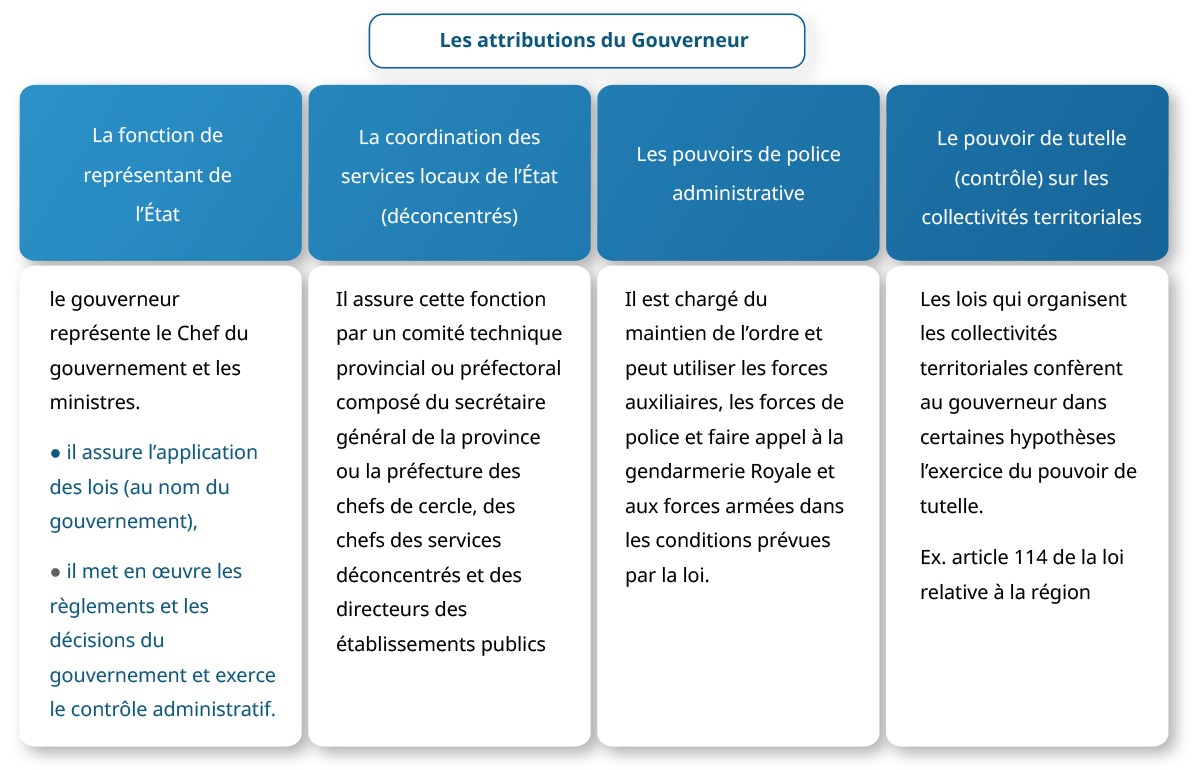 Les attributions du Gouverneur
La fonction de
représentant de
l’État
La coordination des
services locaux de l’État
(déconcentrés)
Les pouvoirs de police
administrative
Le pouvoir de tutelle
(contrôle) sur les
collectivités territoriales
le gouverneur
représente le Chef du
gouvernement et les
ministres.
● il assure l’application
des lois (au nom du
gouvernement),
● il met en œuvre les
règlements et les
décisions du
gouvernement et exerce
le contrôle administratif.
Il assure cette fonction
par un comité technique
provincial ou préfectoral
composé du secrétaire
général de la province
ou la préfecture des
chefs de cercle, des
chefs des services
déconcentrés et des
directeurs des
établissements publics
Il est chargé du
maintien de l’ordre et
peut utiliser les forces
auxiliaires, les forces de
police et faire appel à la
gendarmerie Royale et
aux forces armées dans
les conditions prévues
par la loi.
Les lois qui organisent
les collectivités
territoriales confèrent
au gouverneur dans
certaines hypothèses
l’exercice du pouvoir de
tutelle.
Ex. article 114 de la loi
relative à la région